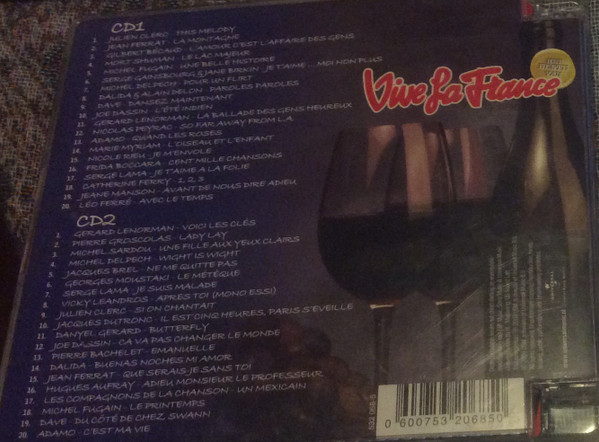 CD1
1. JULIEN CLERC - THIS MELODY
2. JEAN FERRAT - LA MONTAGNE
3. GILBERT BÉCAUD - L'AMOUR C'EST L'AFFAIRE DES GENS
4. MORT SHUMAN - LE LAC MAJEUR
5. MICHEL FUGAIN - UNE BELLE HISTOIRE
6. SERGE GAINSBOURG & JANE BIRKIN - JE T'AIME ... MOI NON PLUS
7. MICHEL DELPECH - POUR UN FLIRT
8. DALIDA & ALAIN DELON - PAROLES PAROLES
9. DAVE - DANSEZ MAINTENANT
10. JOE DASSIN - L'ÉTÉ INDIEN
11. GERARD LENORMAN - LA BALLADE DES GENS HEUREUX
12. NICOLAS PEYRAC - SO FAR AWAY FROM L.A.
13. ADAMO - QUAND LES ROSES
14. MARIE MYRIAM - L'OISEAU ET L'ENFANT
15. NICOLE RIEU - JE M'ENVOLE
16. FRIDA BOCCARA - CENT MILLE CHANSONS
17. SERGE LAMA - JE T'AIME A LA FOLIE
18. CATHERINE FERRY - 1, 2, 3
19. JEANE MANSON - AVANT DE NOUS DIRE ADIEU
20. LÉO FERRÉ - AVEC LE TEMPS
Vive La France
CD2
1. GERARD LENORMAN - VOICI LES CLÉS
2. PIERRE GROSCOLAS - LADY LAY
3. MICHEL SARDOU - UNE FILLE AUX YEUX CLAIRS
4. MICHEL DELPECH - WIGHT IS WIGHT
5. JACQUES BREL - NE ME QUITTE PAS
6. GEORGES MOUSTAKI - LE MÉTÈQUE
7. SERGE LAMA - JE SUIS MALADE
8. VICKY LEANDROS - APRÈS TOI (MONO ESS!)
9. JULIEN CLERC - SI ON CHANTAIT
10. JACQUES DUTRONC - IL EST CINQ HEURES, PARIS S'EVEILLE
11. DANYEL GERARD - BUTTERFLY
12. JOE DASSIN - ÇA VA PAS CHANGER LE MONDE
13. PIERRE BACHELET - EMANUELLE
14. DALIDA - BUENAS NOCHES MI AMOR
15. JEAN FERRAT - QUE SERAIS-JE SANS TOI
16. HUGUES AUFRAY - ADIEU MONSIEUR LE PROFESSEUR
17. LES COMPAGNONS DE LA CHANSON - UN MEXICAIN
18. MICHEL FUGAIN - LE PRINTEMPS
19. DAVE - DU CÔTÉ DE CHEZ SWANN
20. ADAMO - C'EST MA VIE
0 600753 206850